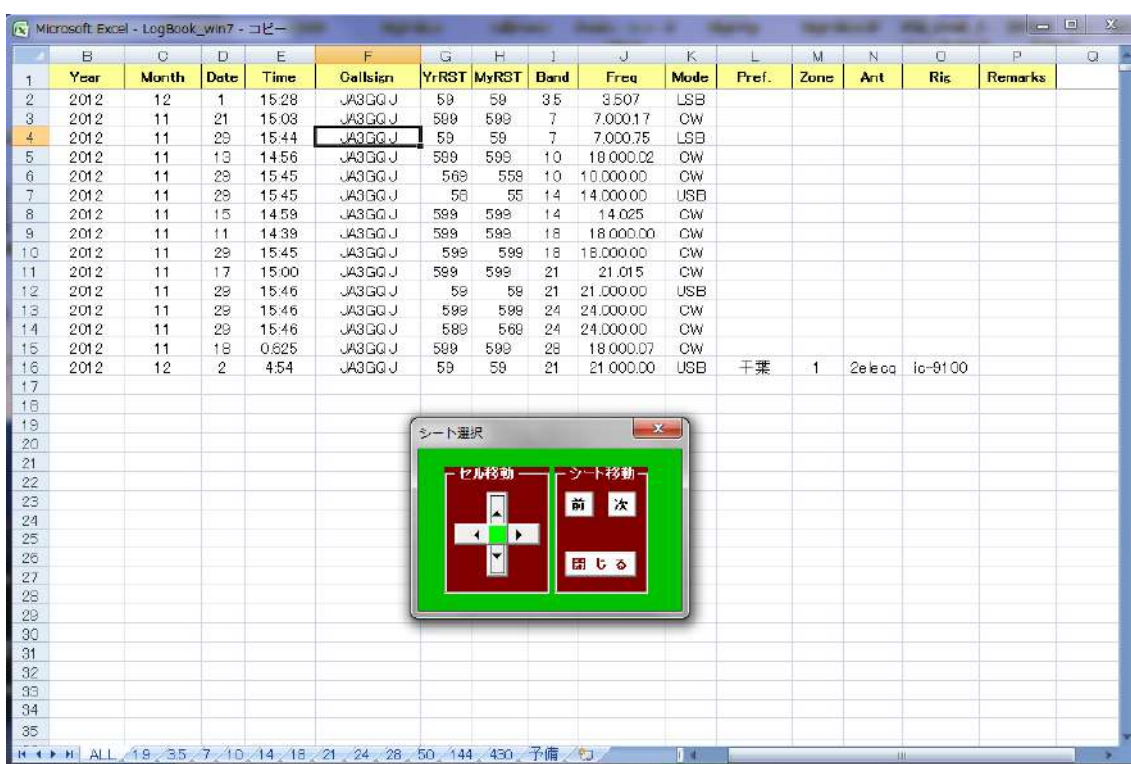 Microsoft Excel - LogBook_win7 - コピー
B C D E F G H I J K L M N O P Q
1 Year Month Date Time Callsign YrRST MyRST Band Freq Mode Pref. Zone Ant Rig Remarks
2 2012 12 1 15:28 JA3GQJ 59 59 3.5 3.507 LSB
3 2012 11 21 15:03 JA3GQJ 599 599 7 7.000.17 CW
4 2012 11 29 15:44 JA3GQJ 59 59 7 7.000.75 LSB
5 2012 11 13 14:56 JA3GQJ 599 599 10 18.000.02 CW
6 2012 11 29 15:45 JA3GQJ 569 559 10 10.000.00 CW
7 2012 11 29 15:45 JA3GQJ 55 14 14.000.00 USB
8 2012 11 15 14:59 JA3GQJ 599 599 14 14.025 CW
9 2012 11 11 14:39 JA3GQJ 599 599 18 18.000.00 CW
10 2012 11 29 15:45 JA3GQJ 599 599 18 18.000.00 CW
11 2012 11 17 15:00 JA3GQJ 599 599 21 21.015 CW
12 2012 11 29 15:46 JA3GQJ 59 59 21 21.000.00 USB
13 2012 11 29 15:46 JA3GQJ 599 599 24 24.000.00 CW
14 2012 11 29 15:46 JA3GQJ 589 569 24 24.000.00 CW
15 2012 11 18 0.625 JA3GQJ 599 599 28 18.000.07 CW
16 2012 12 2 4:54 JA3GQJ 59 59 21 21.000.00 USB 千葉 1 2elecq ic-9100
17
18
19
20
21
22
23
24
25
26
27
28
29
30
31
32
33
34
35
シート選択
セル移動 シート移動
前 次
閉じる
ALL 1.9 3.5 7 10 14 18 21 24 28 50 144 430 予備